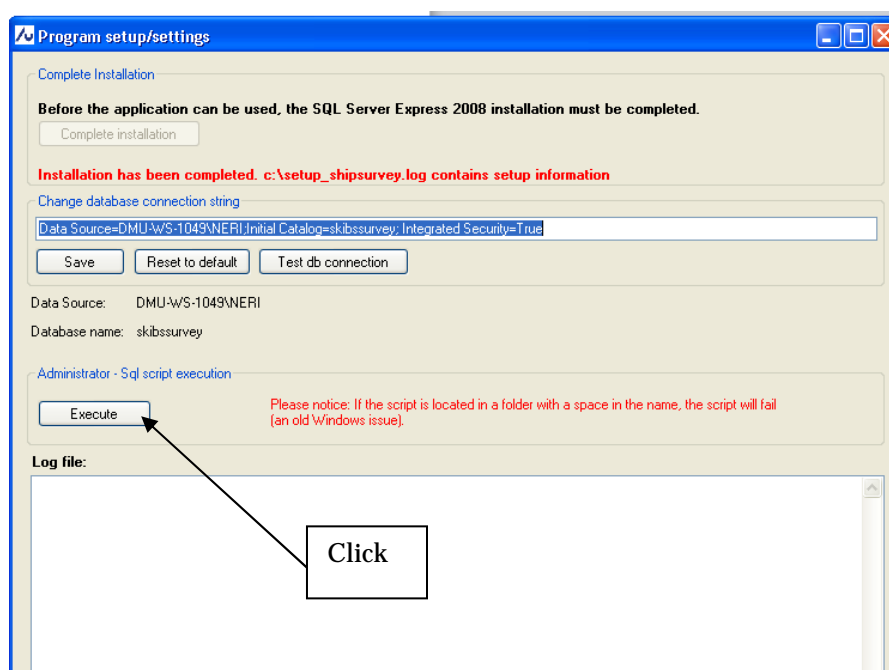 Program setup/settings
Complete Installation
Before the application can be used, the SQL Server Express 2008 installation must be completed.
Complete installation
Installation has been completed. c:\setup_shipsurvey.log contains setup information
Change database connection string
Data Source=DMU-WS-1049\NERI;Initial Catalog=skibssurvey; Integrated Security=True
Save Reset to default Test db connection
Data Source: DMU-WS-1049\NERI
Database name: skibssurvey
Administrator - Sql script execution
Execute
Please notice: If the script is located in a folder with a space in the name, the script will fail
(an old Windows issue).
Log file:
Click